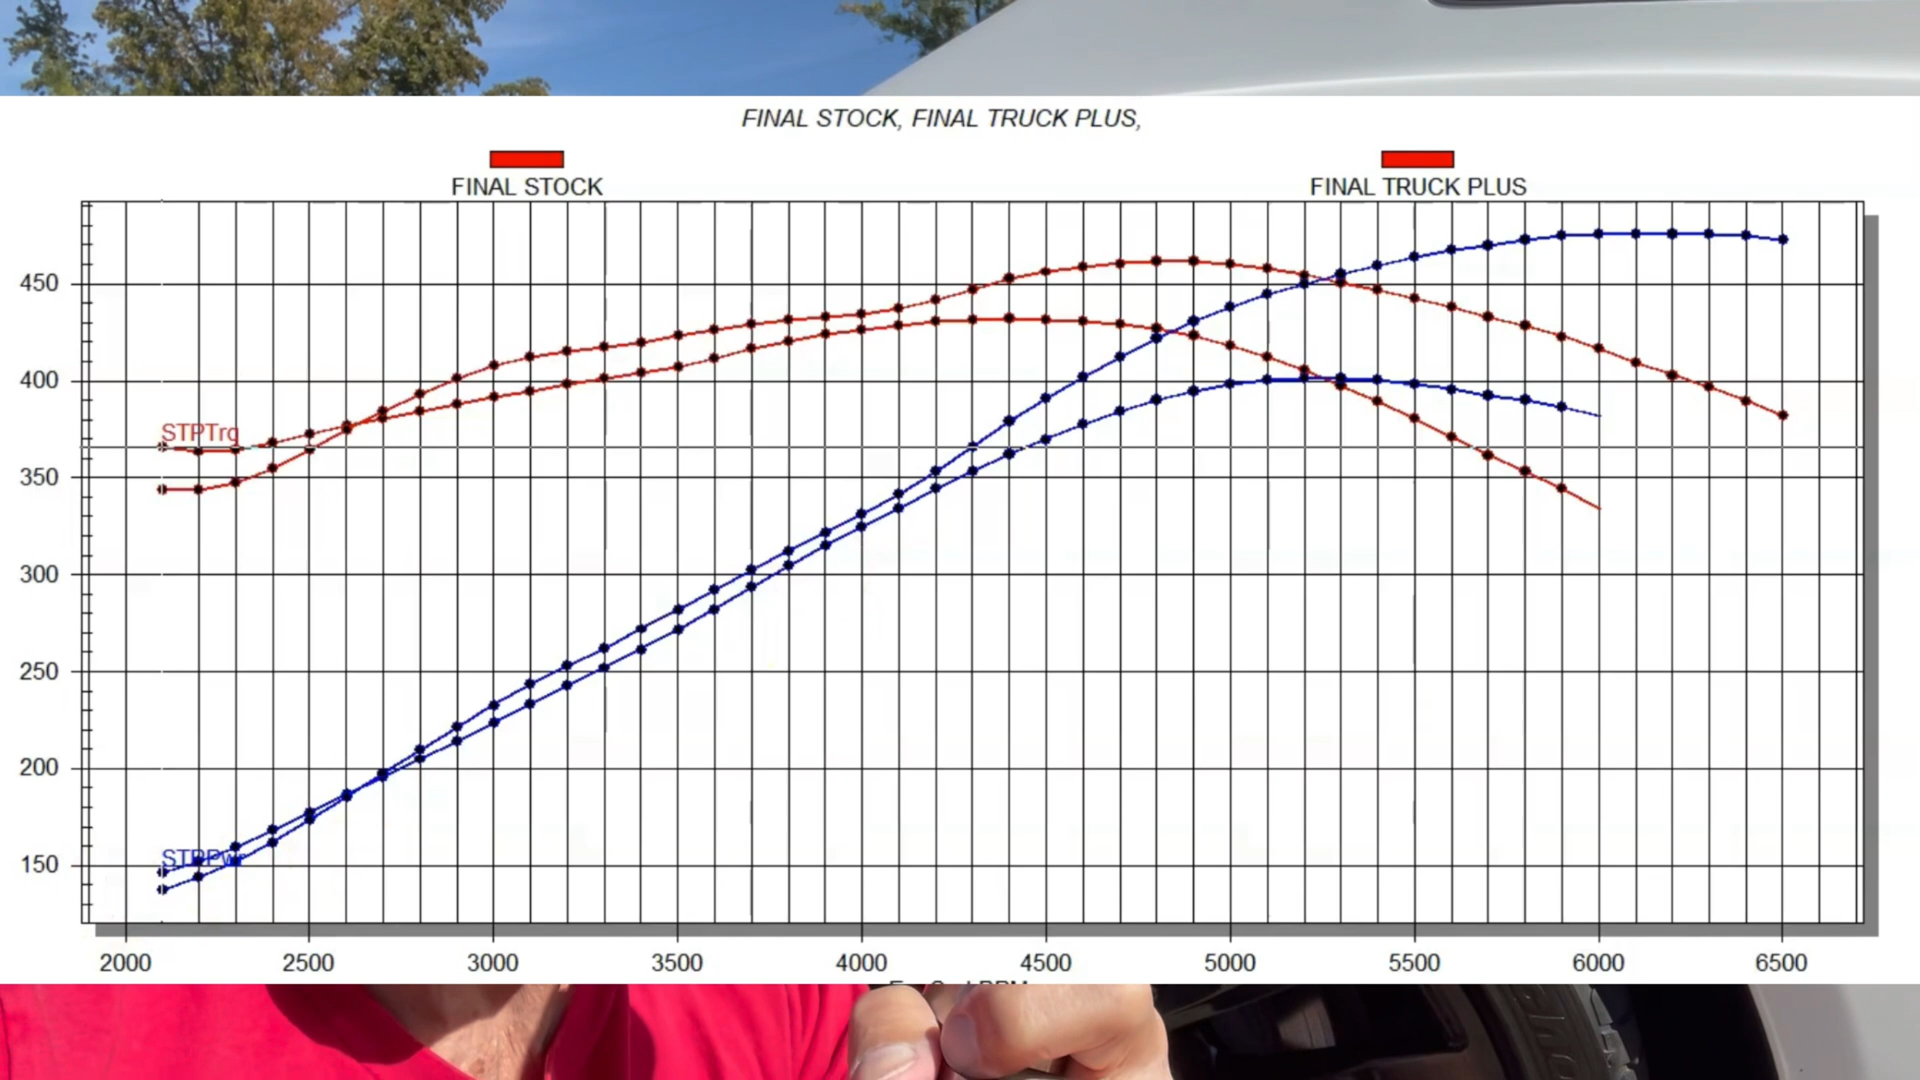 FINAL STOCK, FINAL TRUCK PLUS,
FINAL STOCK
FINAL TRUCK PLUS
450
400
STPTrq
350
300
250
200
STPPwr
150
2000 2500 3000 3500 4000 4500 5000 5500 6000 6500